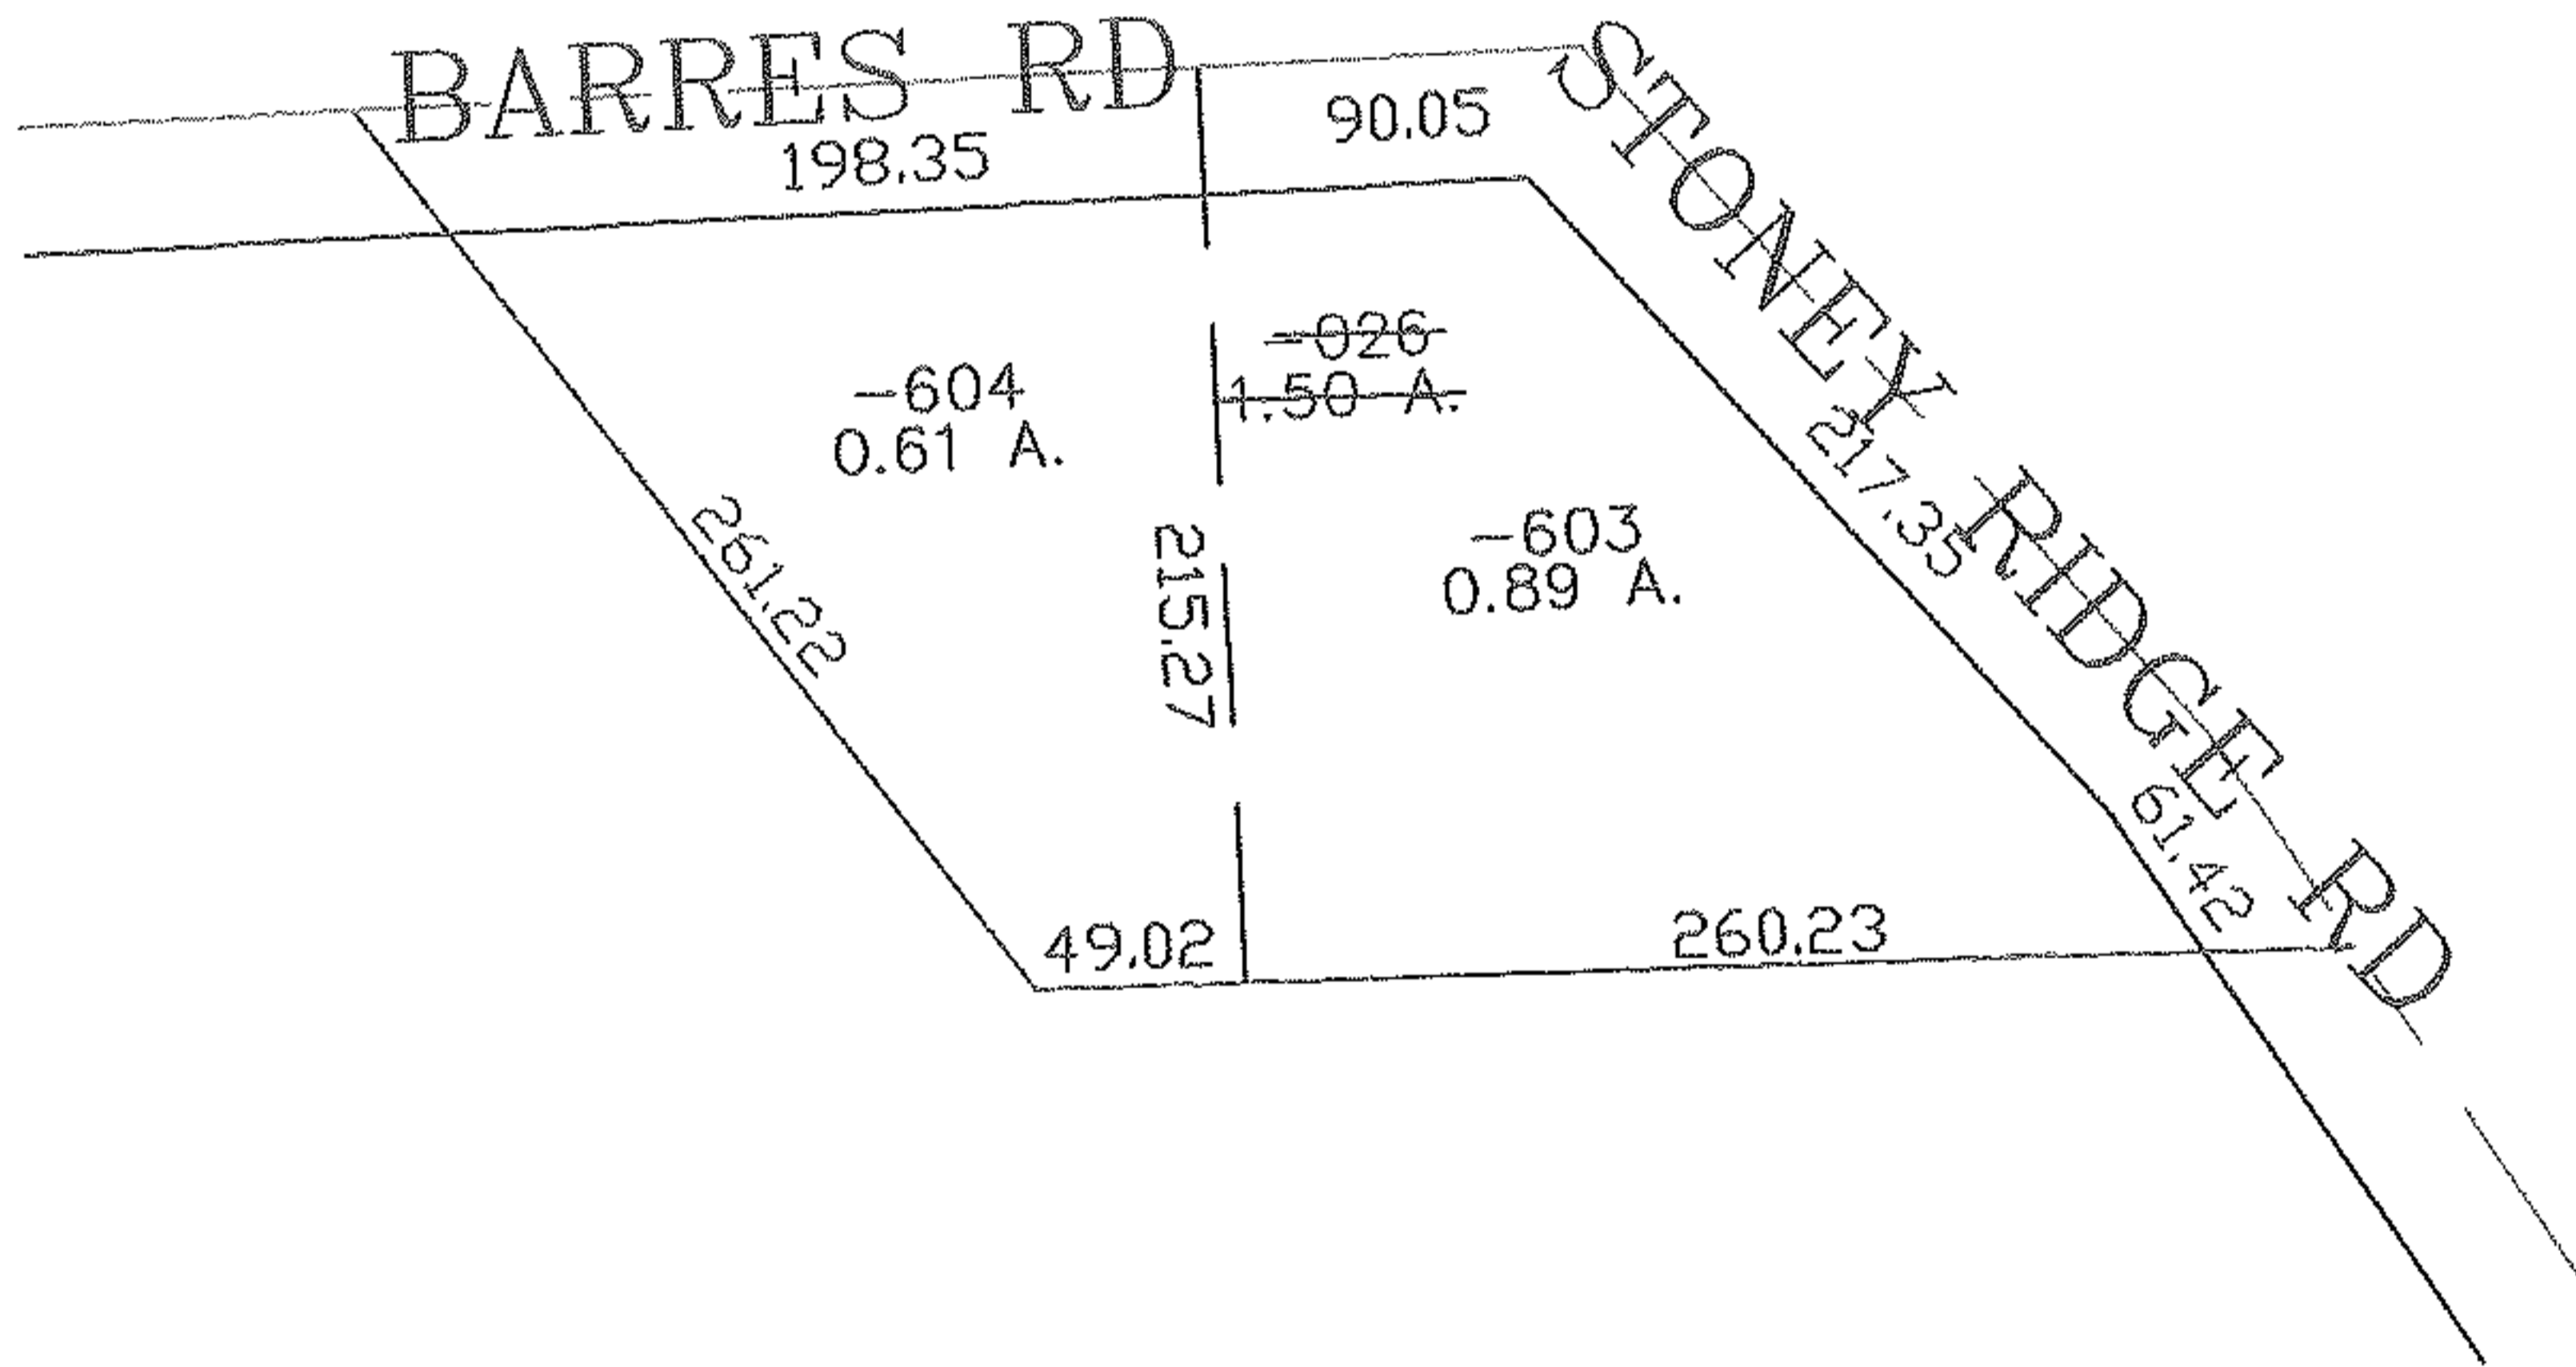 BARRES RD
198.35
90.05
STONEY RIDGE RD
-026
1.50 A.
-604
0.61 A.
217.35
261.22
215.27
-603
0.89 A.
61.42
49.02
260.23